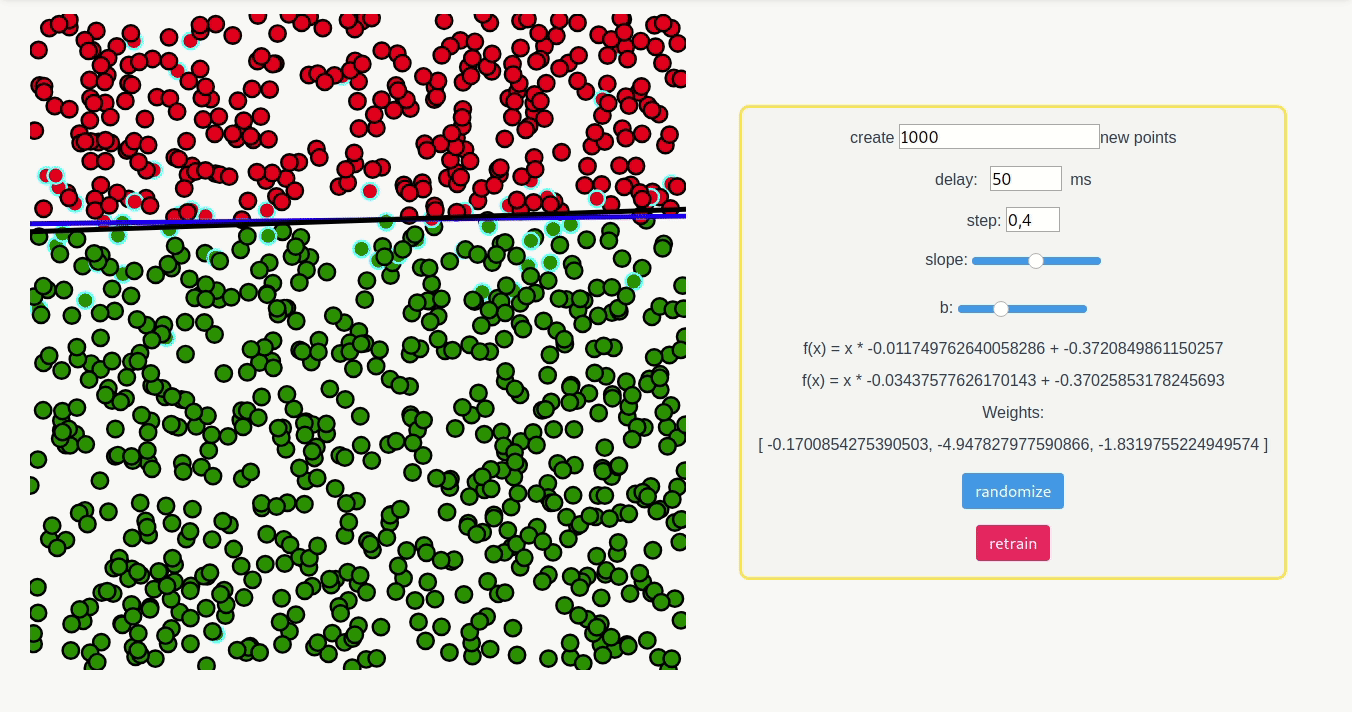 create 1000 new points
delay: 50 ms
step: 0,4
slope:
b:
f(x) = x * -0.011749762640058286 + -0.3720849861150257
f(x) = x * -0.03437577626170143 + -0.37025853178245693
Weights:
[ -0.1700854275390503, -4.947827977590866, -1.8319755224949574 ]
randomize
retrain